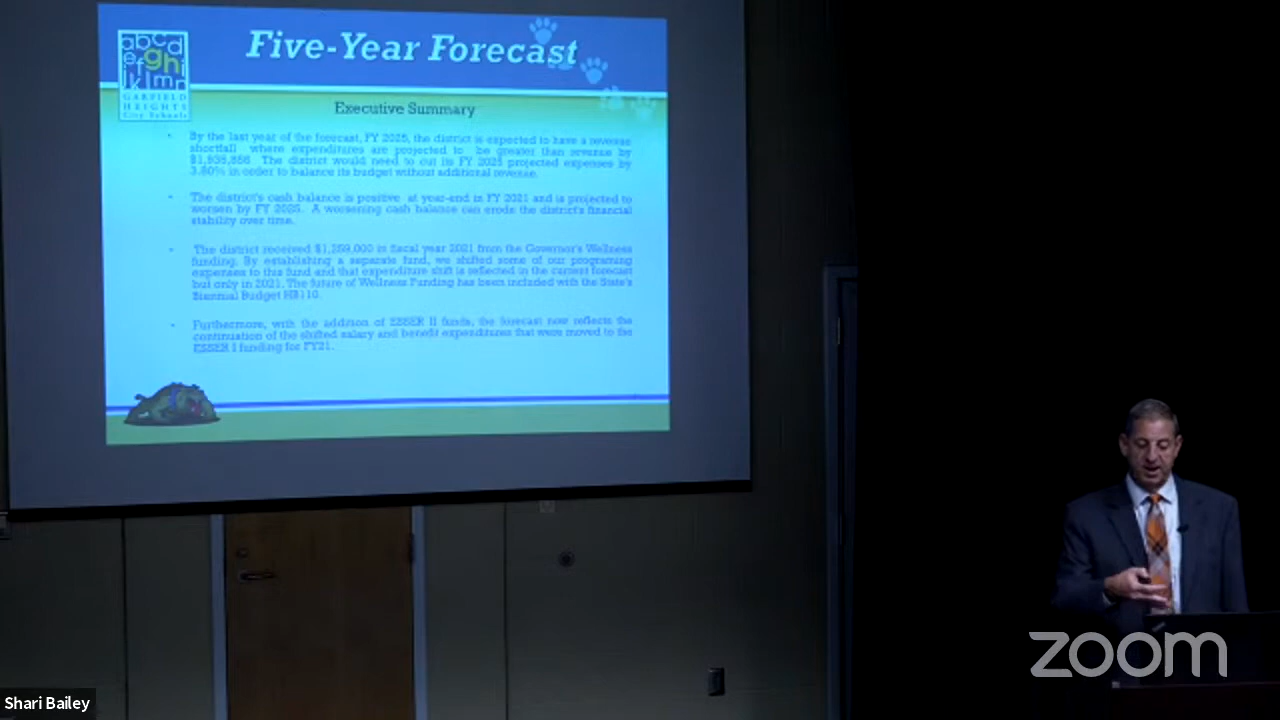 Five-Year Forecast
abcd
efghi
jklmn
GARFIELD
HEIGHTS
City Schools
Executive Summary
By the last year of the forecast, FY 2025, the district is expected to have a revenue
shortfall where expenditures are projected to be greater than revenue by
The district would need to cut its FY 2025 projected expenses by
3.80% in order to balance its budget without additional revenue.
The district's cash balance is positive at year-end in FY 2021 and is projected to
worsen by FY 2025. A worsening cash balance can erode the district's financial
stability over time.
The district received $1,259,000 in fiscal year 2021 from the Governor's Wellness
funding. By establishing a separate fund, we shifted some of our programing
expenses to this fund and that expenditure shift is reflected in the current forecast
but only in 2021. The future of Wellness Funding has been included with the State's
Biennial Budget HB110.
Furthermore, with the addition of ESSER II funds, the forecast now reflects the
continuation of the shifted salary and benefit expenditures that were moved to the
ESSER I funding for FY21.
zoom
Shari Bailey